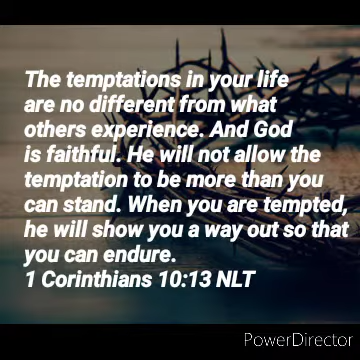 The temptations in your life
are no different from what
others experience. And God
is faithful. He will not allow the
temptation to be more than you
can stand. When you are tempted,
he will show you a way out so that
you can endure.
1 Corinthians 10:13 NLT
PowerDirector